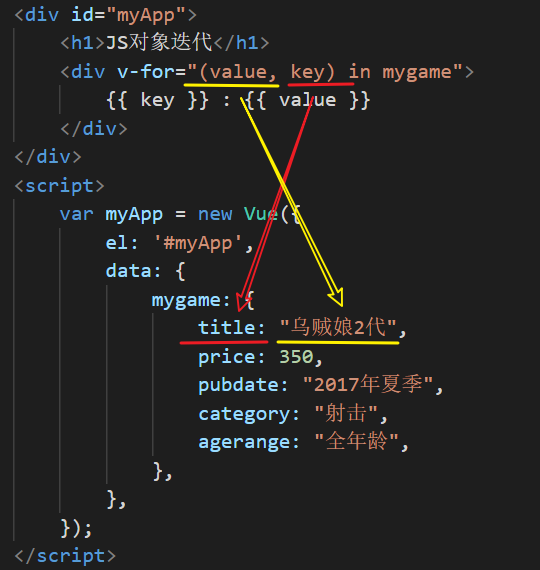 <div id="myApp">
    <h1>JS对象迭代</h1>
    <div v-for="(value, key) in mygame">
        {{ key }} : {{ value }}
    </div>
</div>
<script>
    var myApp = new Vue({
        el: '#myApp',
        data: {
            mygame: {
                title: "乌贼娘2代",
                price: 350,
                pubdate: "2017年夏季",
                category: "射击",
                agerange: "全年龄",
            },
        },
    });
</script>